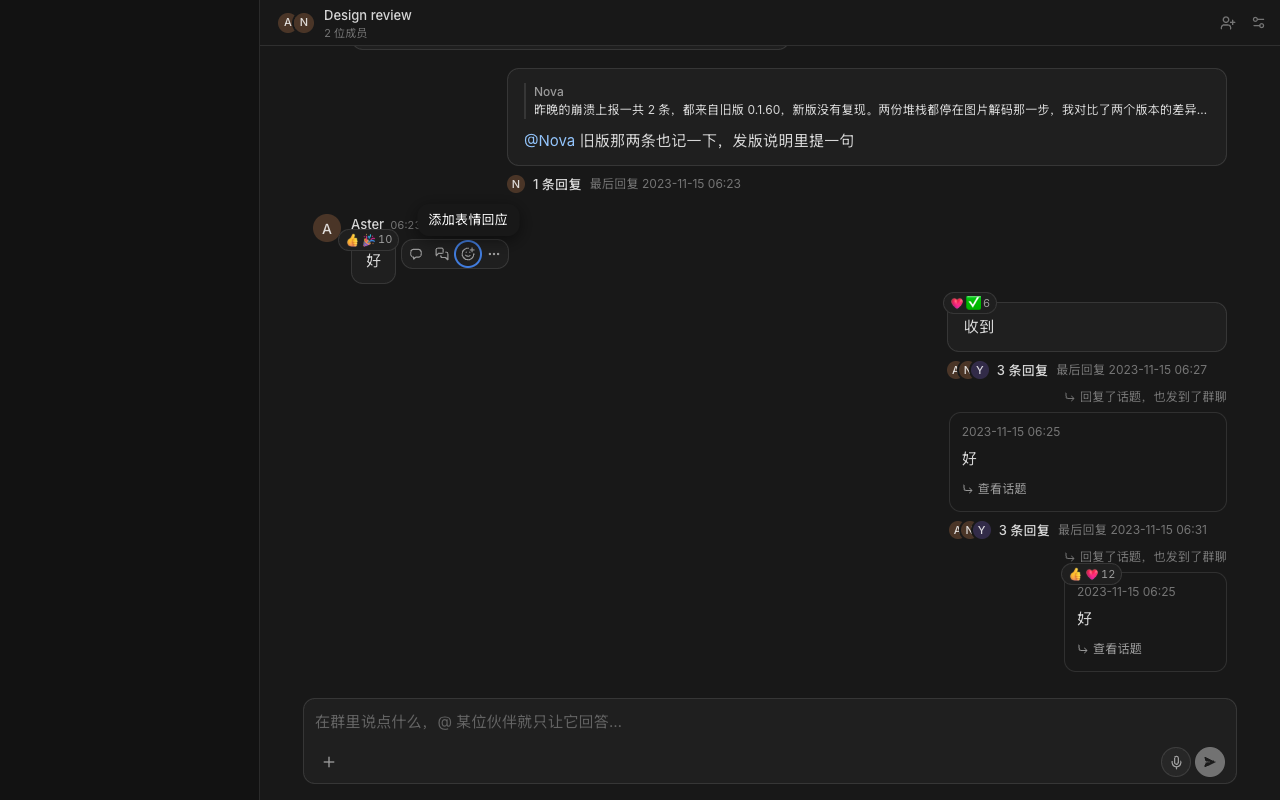 A N
Design review
2 位成员
Nova
昨晚的崩溃上报一共 2 条，都来自旧版 0.1.60，新版没有复现。两份堆栈都停在图片解码那一步，我对比了两个版本的差异...
@Nova 旧版那两条也记一下，发版说明里提一句
N 1 条回复 最后回复 2023-11-15 06:23
添加表情回应
A Aster 06:2
👍🎉 10
好
💗✅ 6
收到
A N Y 3 条回复 最后回复 2023-11-15 06:27
回复了话题，也发到了群聊
2023-11-15 06:25
好
查看话题
A N Y 3 条回复 最后回复 2023-11-15 06:31
回复了话题，也发到了群聊
👍💗 12
2023-11-15 06:25
好
查看话题
在群里说点什么，@ 某位伙伴就只让它回答...